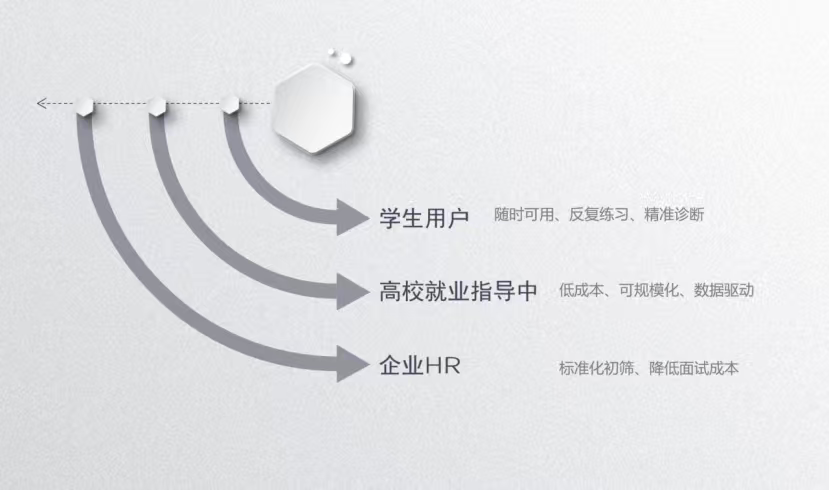 学生用户 随时可用、反复练习、精准诊断
高校就业指导中 低成本、可规模化、数据驱动
企业HR 标准化初筛、降低面试成本